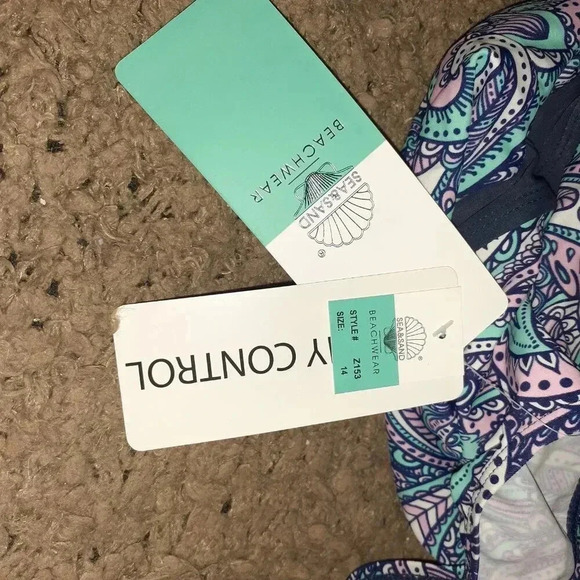 BEACHWEAR
SEA&SAND
®
SEA&SAND
®
BEACHWEAR
STYLE # Z153
SIZE: 14
CONTROL